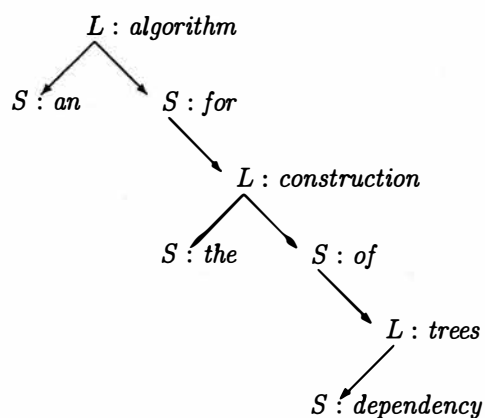 L : algorithm
S : an
S : for
L : construction
S : the
S : of
L : trees
S : dependency